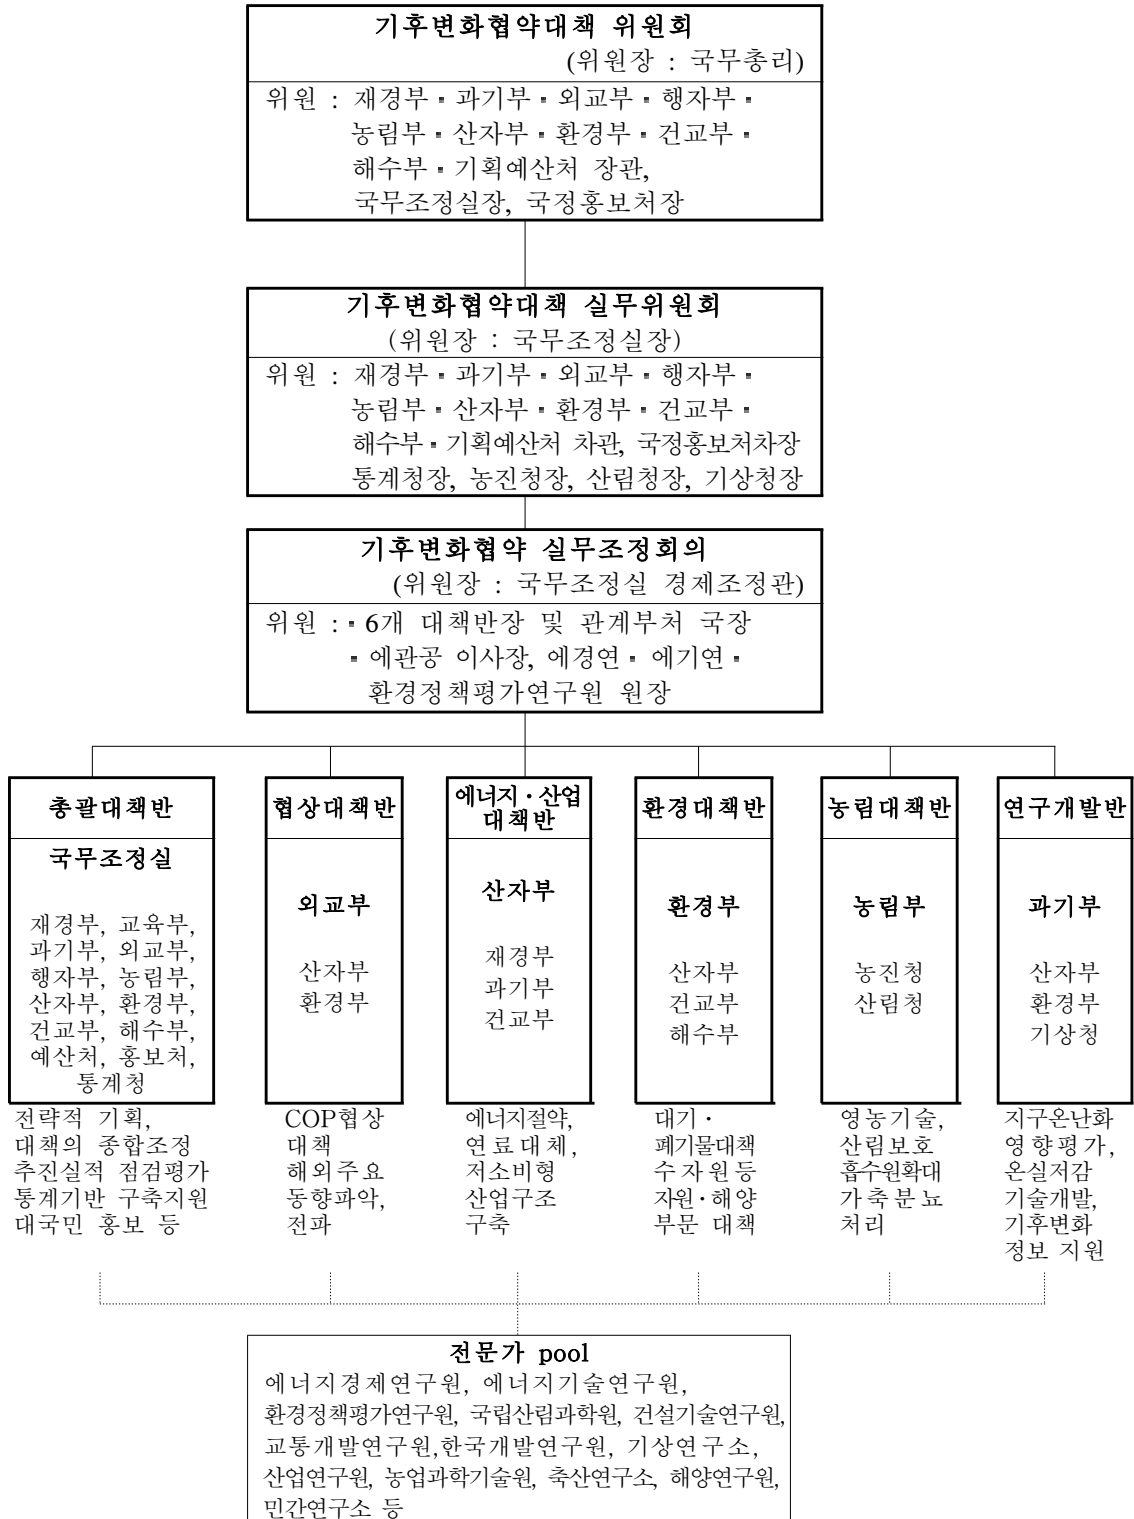 기후변화협약대책 위원회
(위원장 : 국무총리)
위원 : 재경부▪과기부▪외교부▪행자부▪
농림부▪산자부▪환경부▪건교부▪
해수부▪기획예산처 장관,
국무조정실장, 국정홍보처장
기후변화협약대책 실무위원회
(위원장 : 국무조정실장)
위원 : 재경부▪과기부▪외교부▪행자부▪
농림부▪산자부▪환경부▪건교부▪
해수부▪기획예산처 차관, 국정홍보처차장
통계청장, 농진청장, 산림청장, 기상청장
기후변화협약 실무조정회의
(위원장 : 국무조정실 경제조정관)
위원 :▪6개 대책반장 및 관계부처 국장
▪에관공 이사장, 에경연▪에기연▪
환경정책평가연구원 원장
총괄대책반
국무조정실
재경부, 교육부,
과기부, 외교부,
행자부, 농림부,
산자부, 환경부,
건교부, 해수부,
예산처, 홍보처,
통계청
전략적 기획,
대책의 종합조정
추진실적 점검평가
통계기반 구축지원
대국민 홍보 등
협상대책반
외교부
산자부
환경부
COP협상
대책
해외주요
동향파악,
전파
에너지·산업
대책반
산자부
재경부
과기부
건교부
에너지절약,
연료대체,
저소비형
산업구조
구축
환경대책반
환경부
산자부
건교부
해수부
대기·
폐기물대책
수자원등
자원·해양
부문 대책
농림대책반
농림부
농진청
산림청
영농기술,
산림보호
흡수원확대
가축분뇨
처리
연구개발반
과기부
산자부
환경부
기상청
지구온난화
영향평가,
온실저감
기술개발,
기후변화
정보 지원
전문가 pool
에너지경제연구원, 에너지기술연구원,
환경정책평가연구원, 국립산림과학원, 건설기술연구원,
교통개발연구원,한국개발연구원, 기상연구소,
산업연구원, 농업과학기술원, 축산연구소, 해양연구원,
민간연구소 등